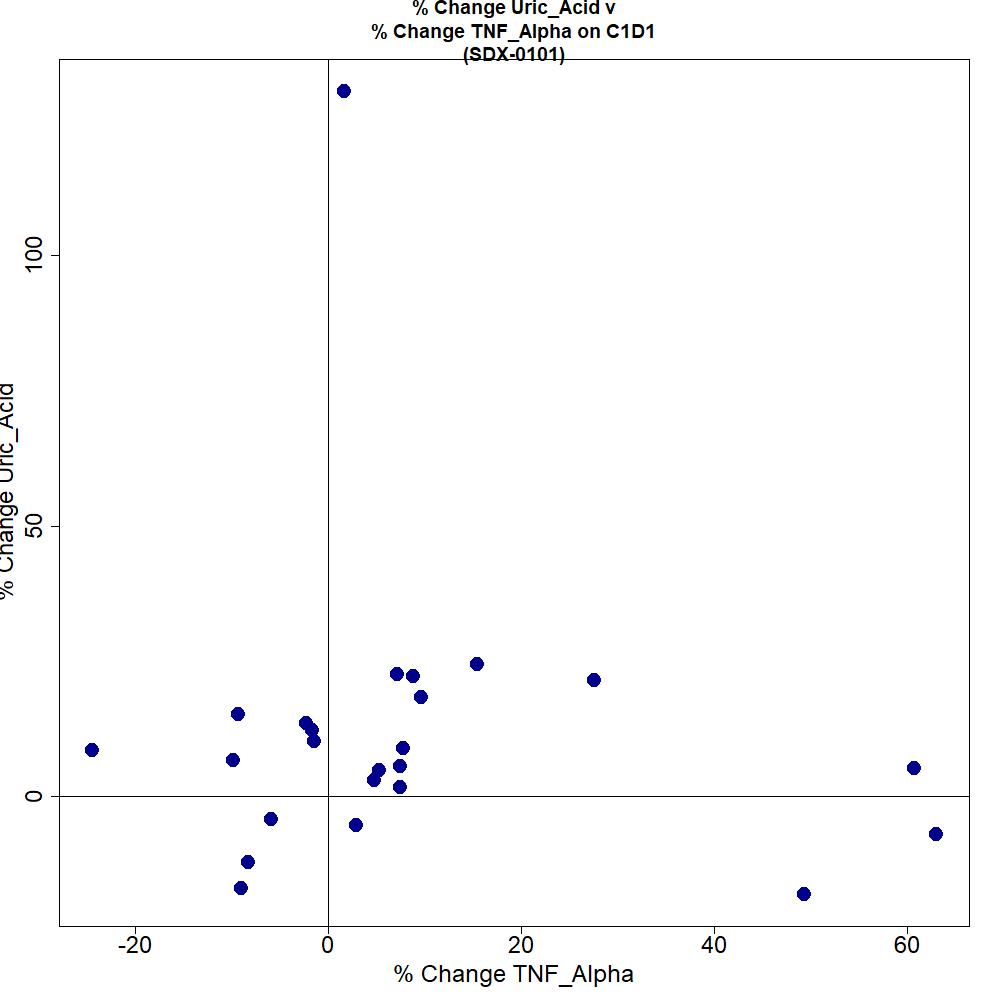 % Change Uric_Acid v
% Change TNF_Alpha on C1D1
(SDX-0101)
% Change Uric_Acid
100
50
0
-20
0
20
40
60
% Change TNF_Alpha